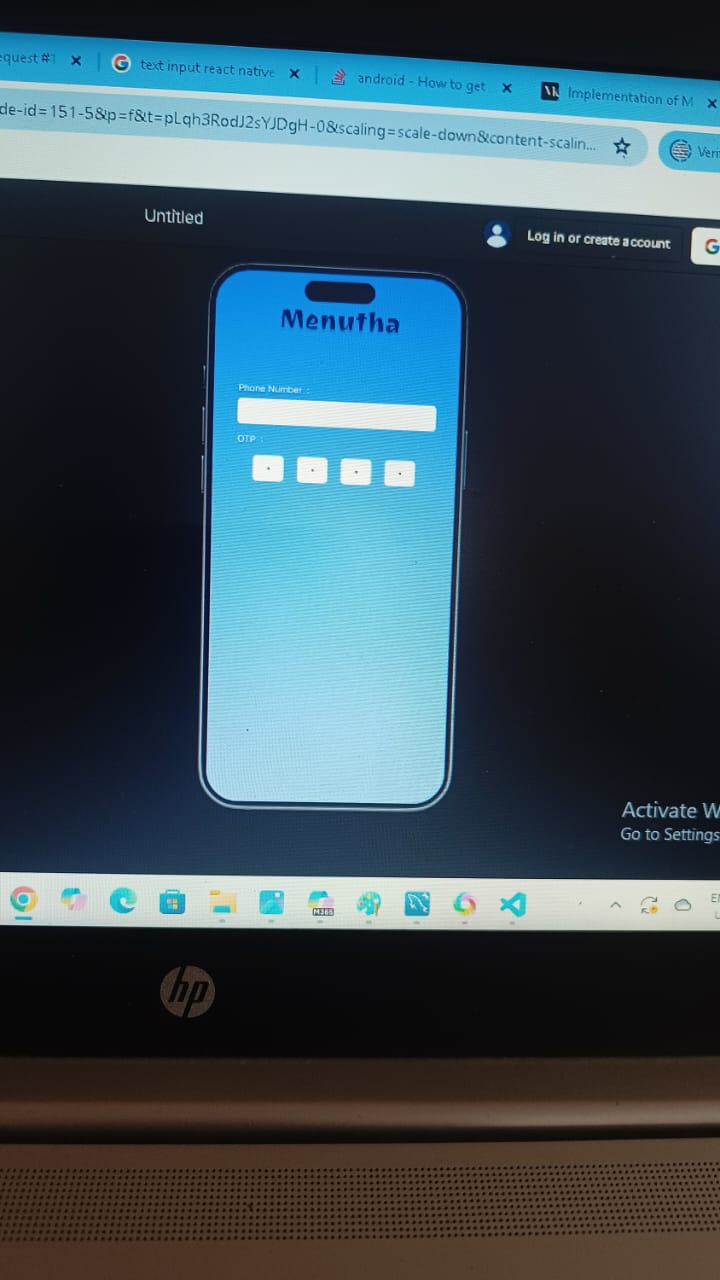 equest #1
text input react native
android - How to get
Implementation of M
de-id=151-5&p=f&t=pLqh3RodJ2sYJDgH-0&scaling=scale-down&content-scalin...
Veri
Untitled
Log in or create account
Menutha
Phone Number :
OTP :
Activate W
Go to Settings
M365
hp